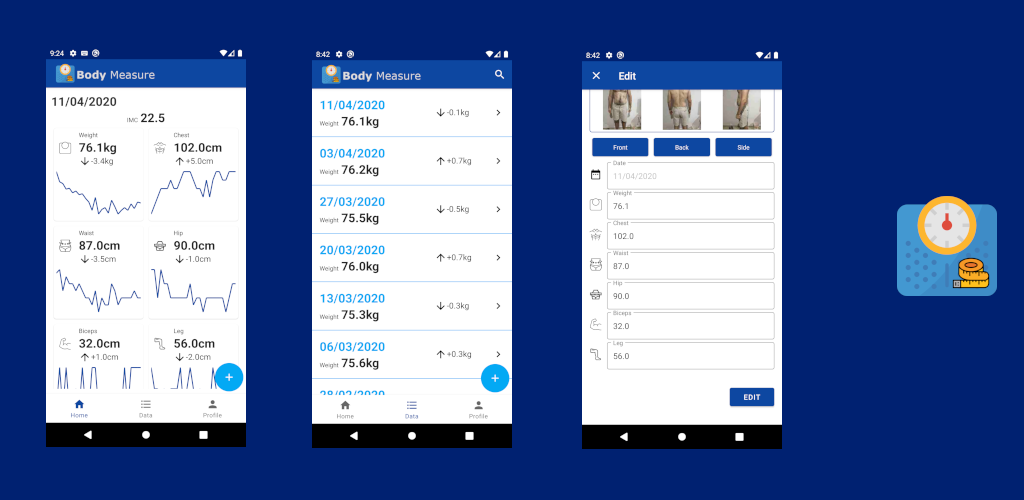 9:24
Body Measure
11/04/2020
IMC 22.5
Weight
76.1kg
-3.4kg
Chest
102.0cm
+5.0cm
Waist
87.0cm
-3.5cm
Hip
90.0cm
-1.0cm
Biceps
32.0cm
+1.0cm
Leg
56.0cm
-2.0cm
+
Home
Data
Profile
8:42
Body Measure
11/04/2020
Weight 76.1kg
-0.1kg
03/04/2020
Weight 76.2kg
+0.7kg
27/03/2020
Weight 75.5kg
-0.5kg
20/03/2020
Weight 76.0kg
+0.7kg
13/03/2020
Weight 75.3kg
-0.3kg
06/03/2020
Weight 75.6kg
+0.3kg
28/02/2020
+
Home
Data
Profile
8:42
Edit
Front
Back
Side
Date
11/04/2020
Weight
76.1
Chest
102.0
Waist
87.0
Hip
90.0
Biceps
32.0
Leg
56.0
EDIT